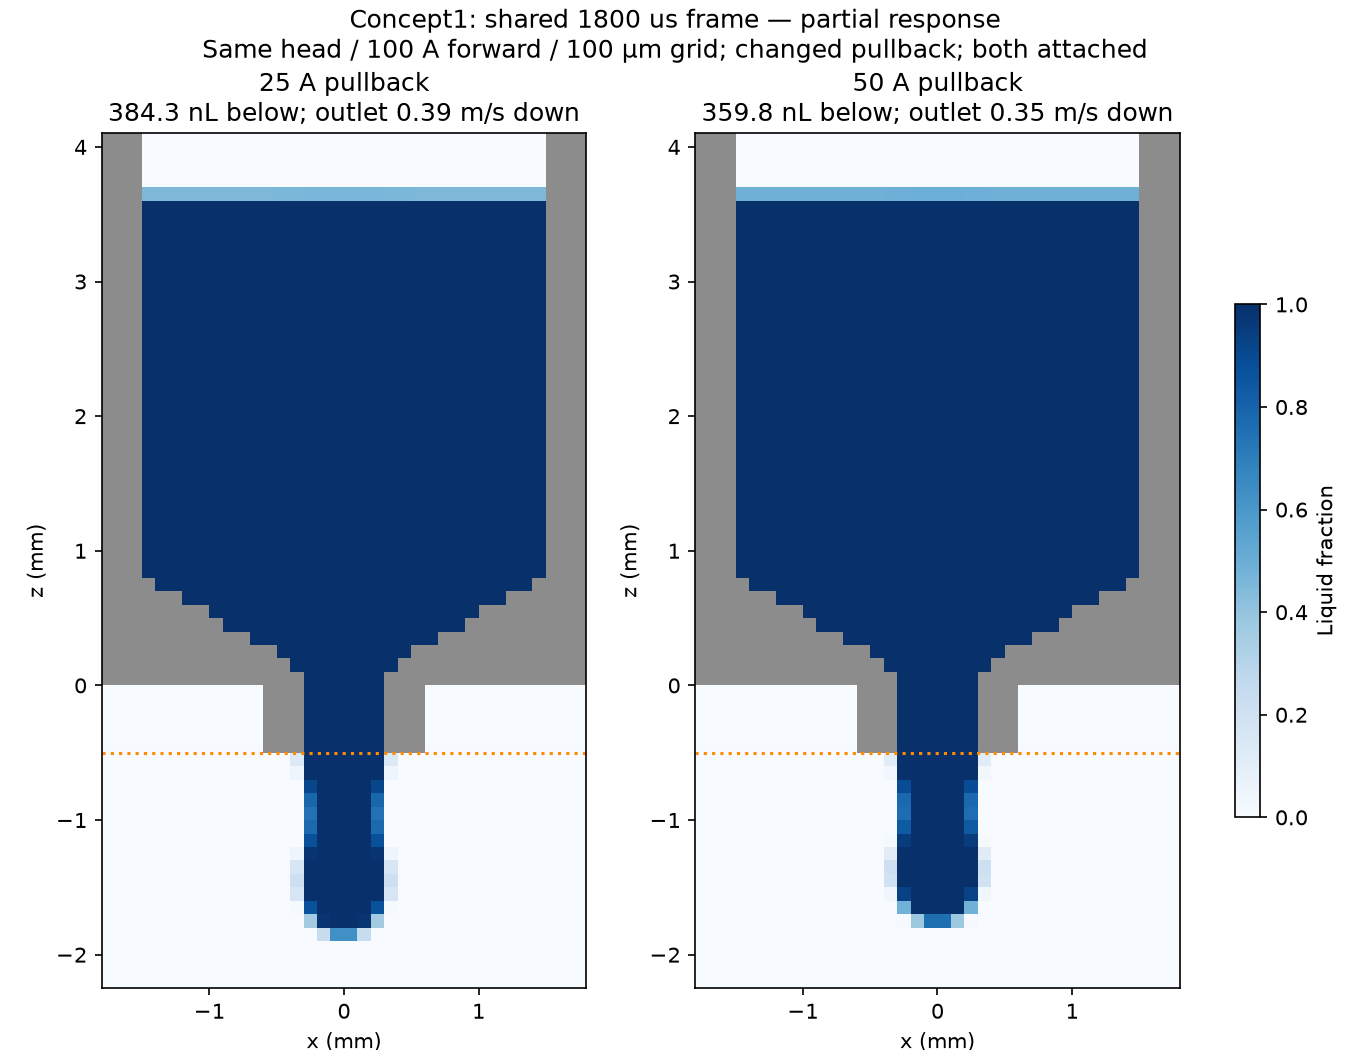 Concept1: shared 1800 us frame — partial response
Same head / 100 A forward / 100 µm grid; changed pullback; both attached
25 A pullback
384.3 nL below; outlet 0.39 m/s down
50 A pullback
359.8 nL below; outlet 0.35 m/s down
4
3
2
1
0
−1
−2
z (mm)
−1
0
1
x (mm)
4
3
2
1
0
−1
−2
z (mm)
−1
0
1
x (mm)
1.0
0.8
0.6
0.4
0.2
0.0
Liquid fraction